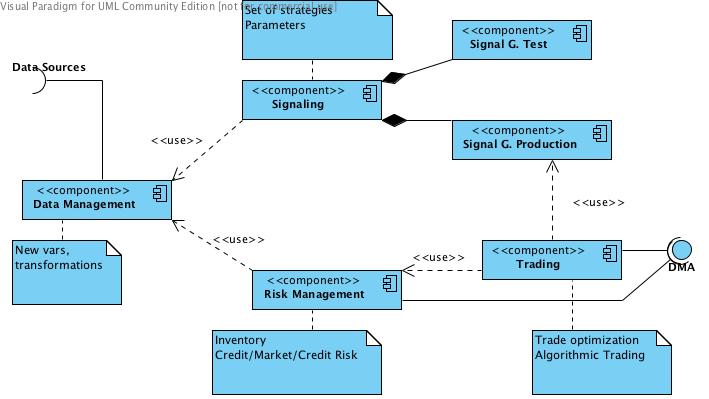 Visual Paradigm for UML Community Edition [not for commercial use]
Set of strategies
Parameters
<<component>>
Signal G. Test
Data Sources
<<component>>
Signaling
<<use>>
<<component>>
Signal G. Production
<<component>>
Data Management
<<use>>
New vars,
transformations
<<use>>
<<component>>
Trading
<<use>>
DMA
<<component>>
Risk Management
Inventory
Credit/Market/Credit Risk
Trade optimization
Algorithmic Trading